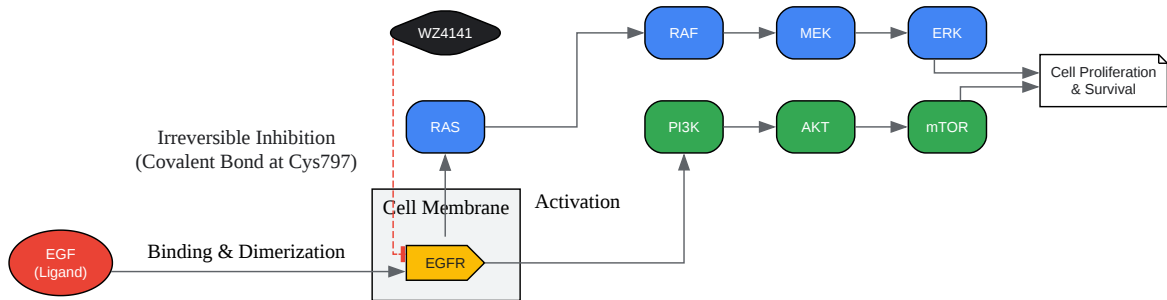 WZ4141
RAF
MEK
ERK
Cell Proliferation
& Survival
RAS
PI3K
AKT
mTOR
Irreversible Inhibition
(Covalent Bond at Cys797)
Cell Membrane
Activation
Binding & Dimerization
EGF
(Ligand)
EGFR